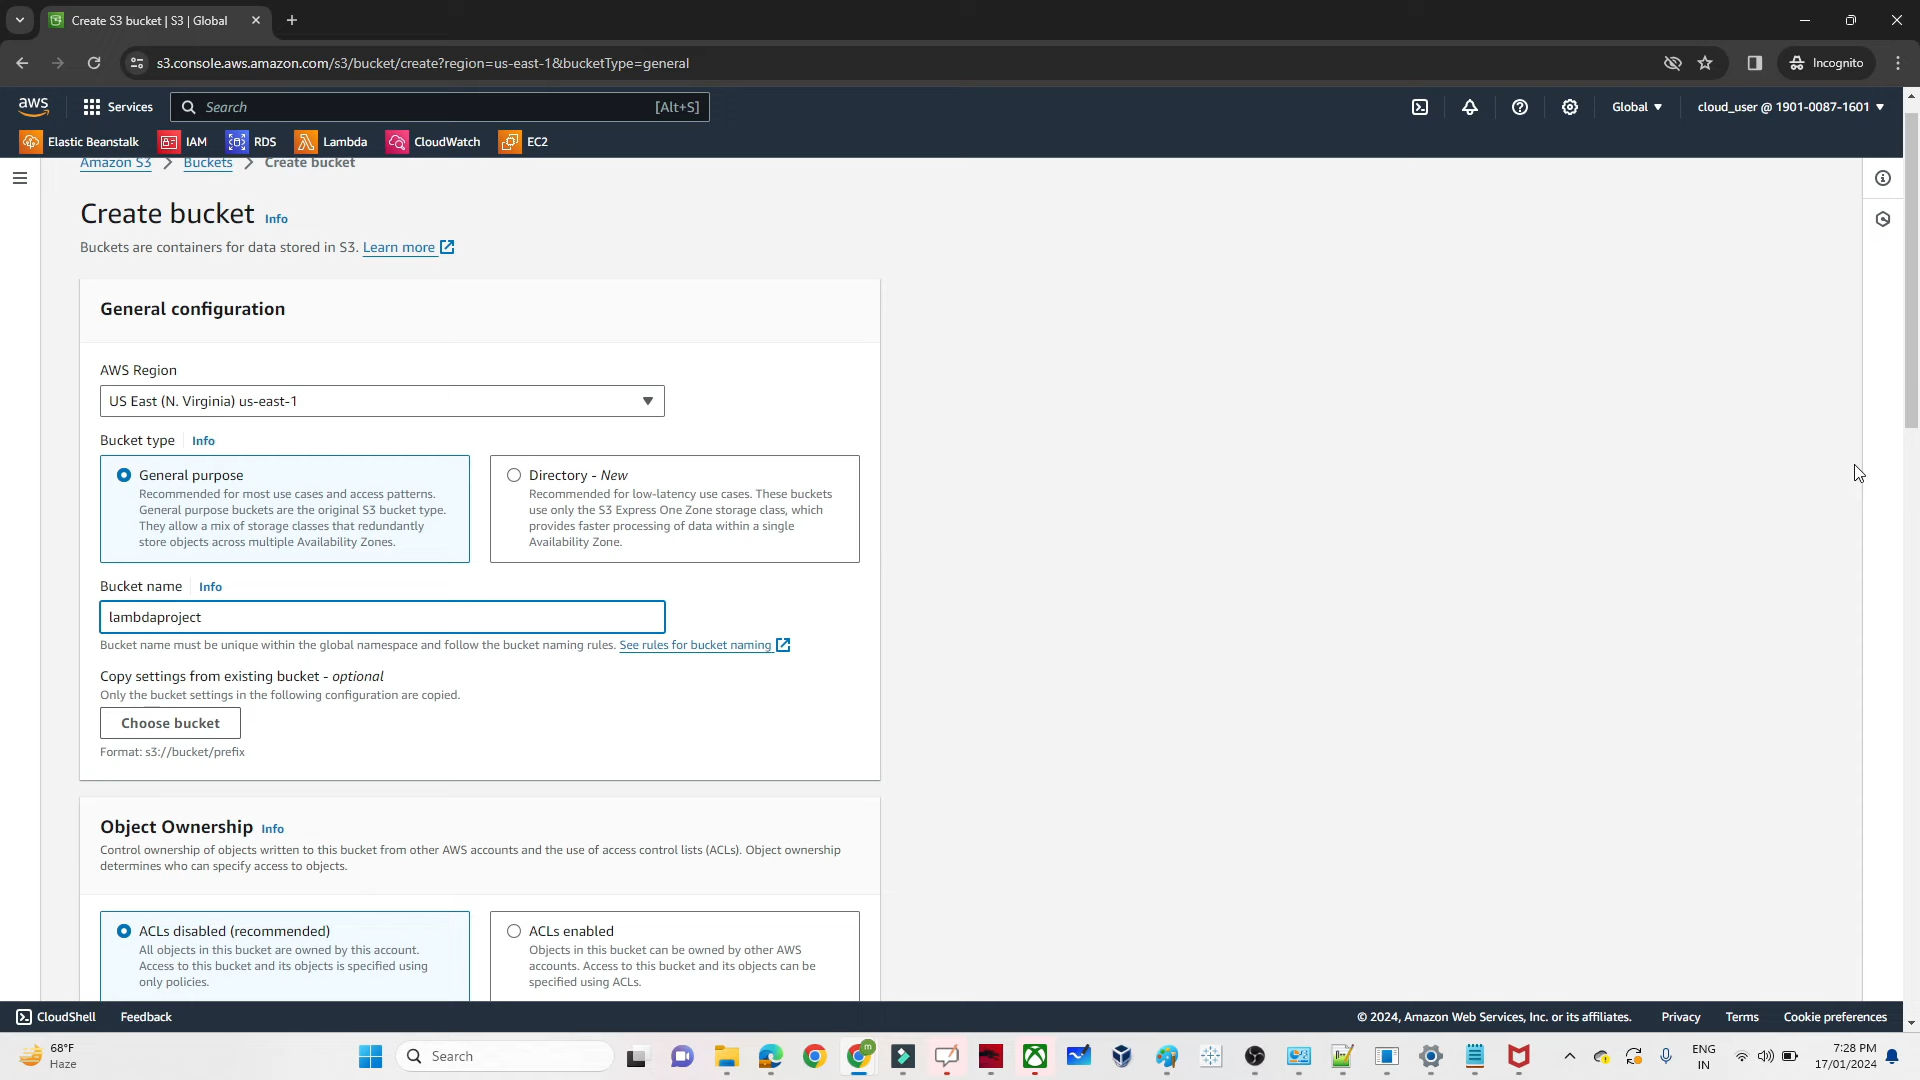 Create S3 bucket | S3 | Global
s3.console.aws.amazon.com/s3/bucket/create?region=us-east-1&bucketType=general
Incognito
aws
Services
Search
[Alt+S]
Global
cloud_user @ 1901-0087-1601
Elastic Beanstalk
IAM
RDS
Lambda
CloudWatch
EC2
Amazon S3
Buckets
Create bucket
Create bucket Info
Buckets are containers for data stored in S3. Learn more
General configuration
AWS Region
US East (N. Virginia) us-east-1
Bucket type Info
General purpose
Recommended for most use cases and access patterns.
General purpose buckets are the original S3 bucket type.
They allow a mix of storage classes that redundantly
store objects across multiple Availability Zones.
Directory - New
Recommended for low-latency use cases. These buckets
use only the S3 Express One Zone storage class, which
provides faster processing of data within a single
Availability Zone.
Bucket name Info
lambdaproject
Bucket name must be unique within the global namespace and follow the bucket naming rules. See rules for bucket naming
Copy settings from existing bucket - optional
Only the bucket settings in the following configuration are copied.
Choose bucket
Format: s3://bucket/prefix
Object Ownership Info
Control ownership of objects written to this bucket from other AWS accounts and the use of access control lists (ACLs). Object ownership
determines who can specify access to objects.
ACLs disabled (recommended)
All objects in this bucket are owned by this account.
Access to this bucket and its objects is specified using
only policies.
ACLs enabled
Objects in this bucket can be owned by other AWS
accounts. Access to this bucket and its objects can be
specified using ACLs.
CloudShell
Feedback
© 2024, Amazon Web Services, Inc. or its affiliates.
Privacy
Terms
Cookie preferences
68°F
Haze
Search
m
ENG
IN
7:28 PM
17/01/2024